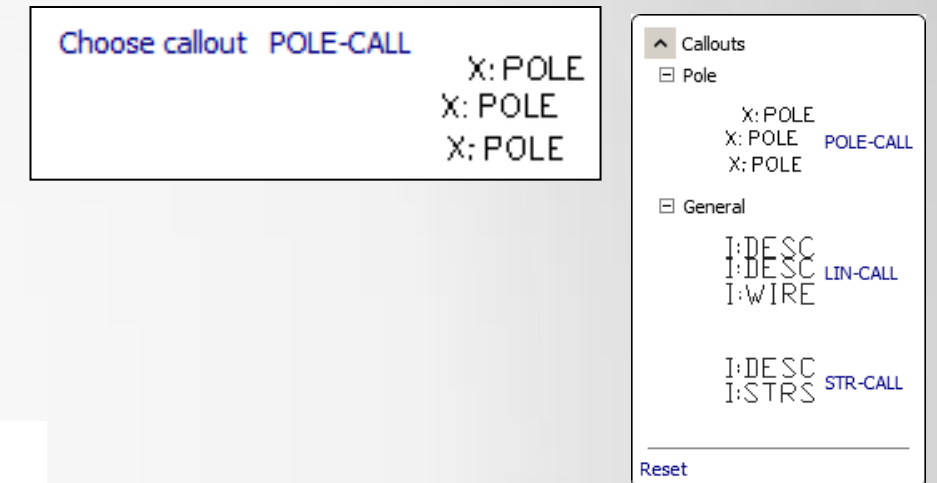 Choose callout POLE-CALL
X: POLE
X: POLE
X: POLE
Callouts
Pole
X: POLE
X: POLE POLE-CALL
X: POLE
General
I:DESC
I:DESC LIN-CALL
I:WIRE
I:DESC
I:STRS STR-CALL
Reset